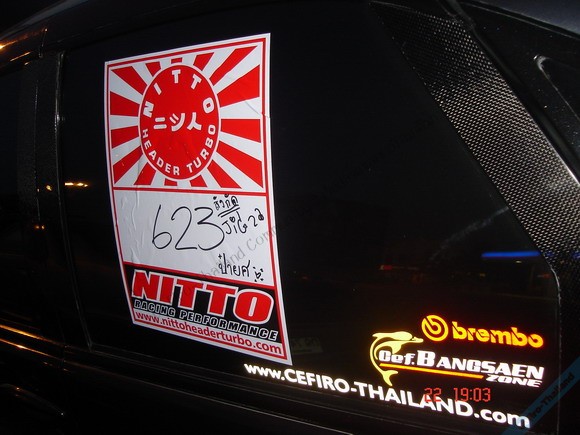 NITTO
HEADER TURBO
623
NITTO
RACING PERFORMANCE
www.nittoheaderturbo.com
brembo
Cef.BANGSAEN
ZONE
www.CEFIRO-THAILAND.com
22 19:03